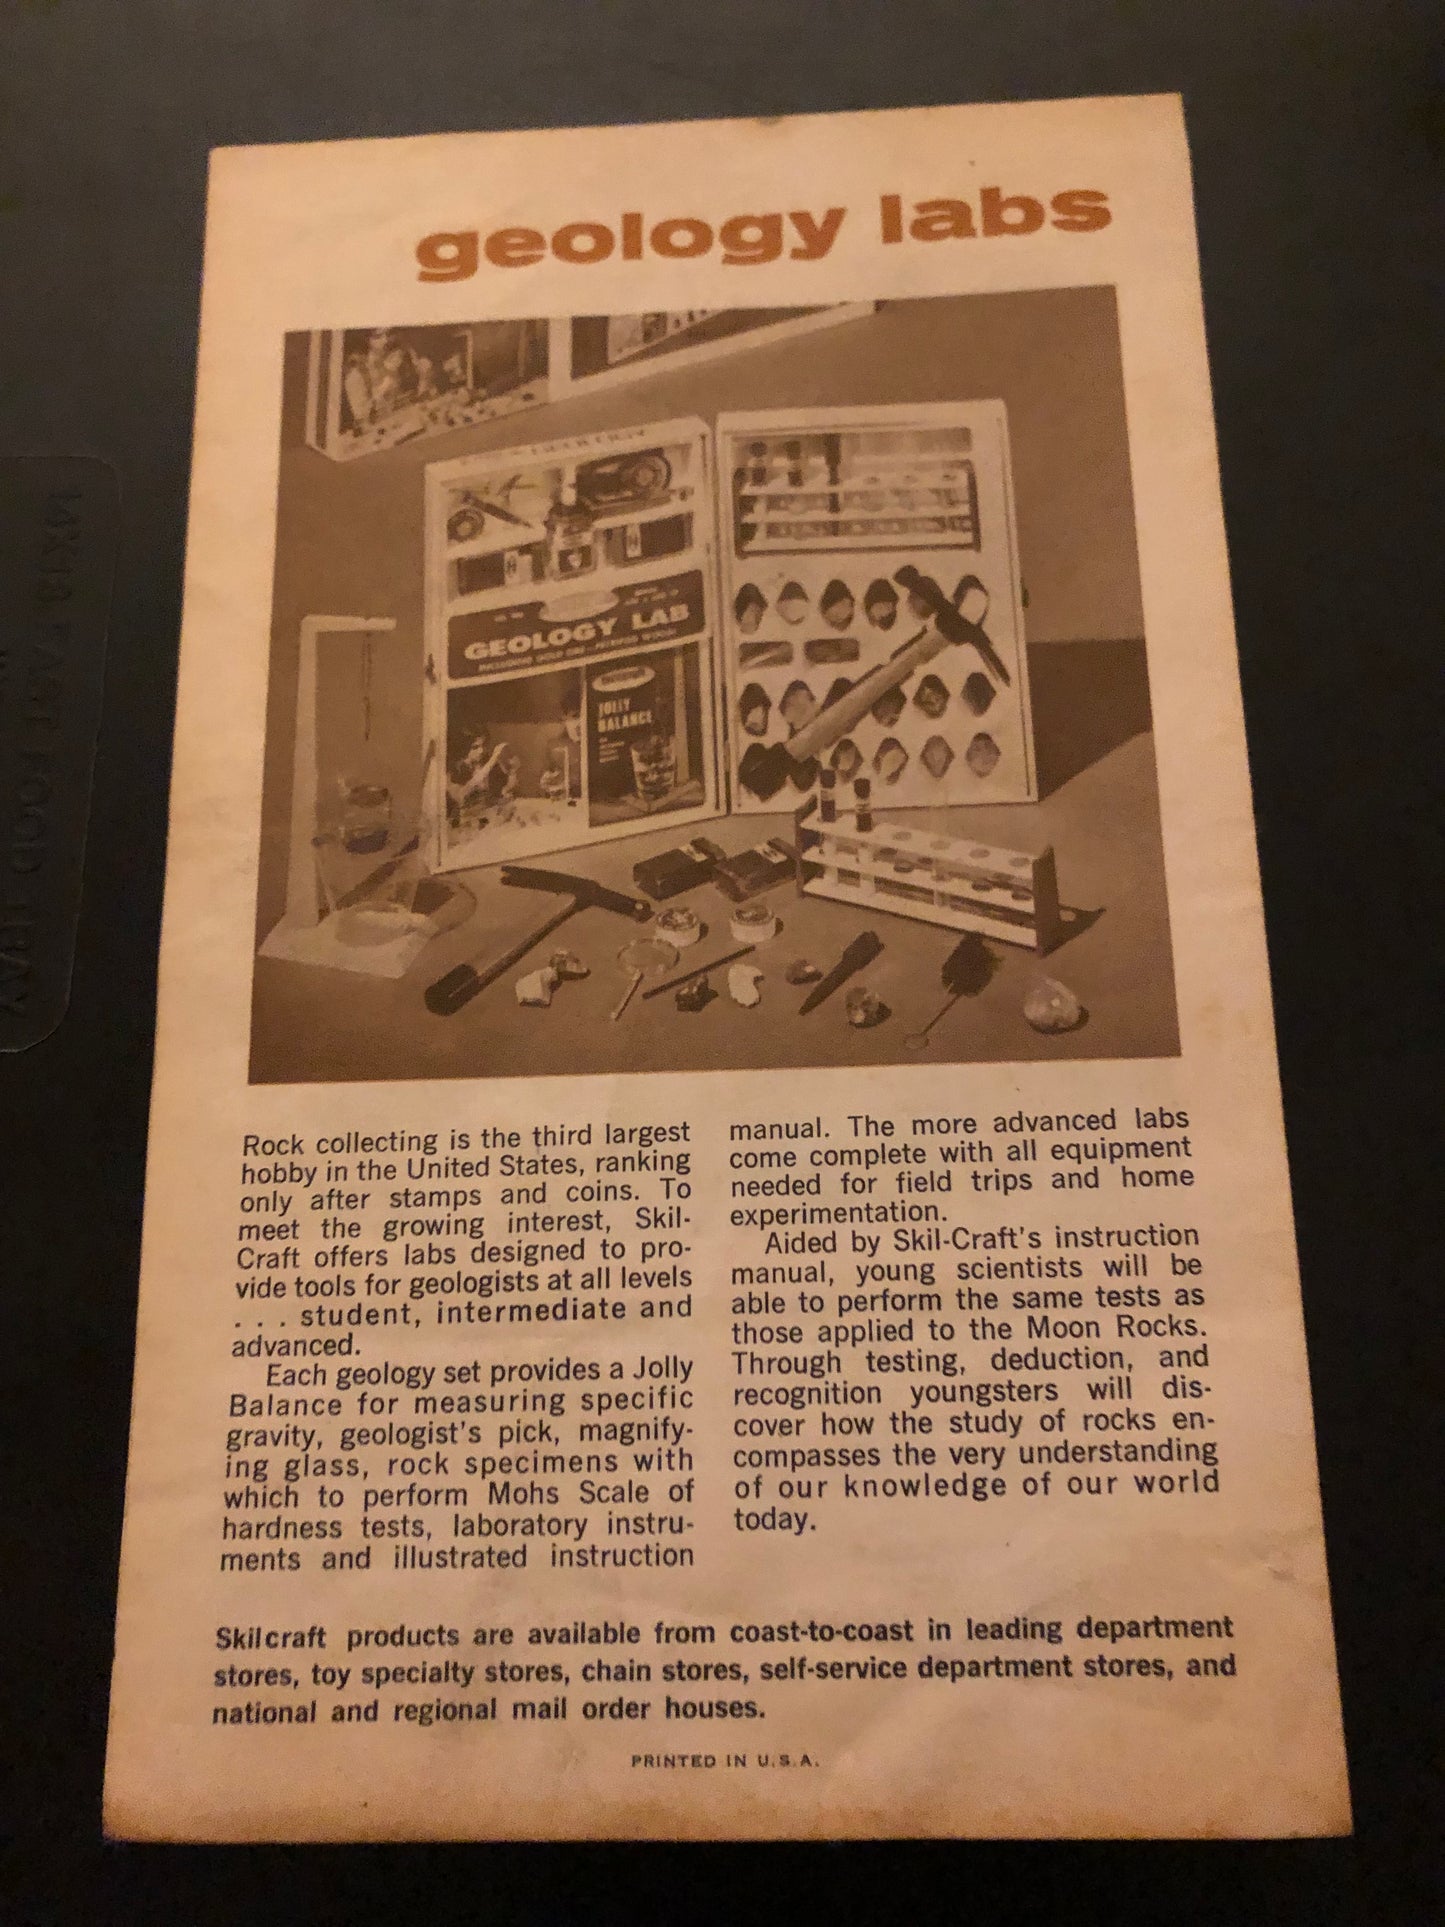 geology labs
GEOLOGY LAB
JOLLY
BALANCE
Rock collecting is the third largest
hobby in the United States, ranking
only after stamps and coins. To
meet the growing interest, Skil-
Craft offers labs designed to pro-
vide tools for geologists at all levels
. . . student, intermediate and
advanced.
Each geology set provides a Jolly
Balance for measuring specific
gravity, geologist's pick, magnify-
ing glass, rock specimens with
which to perform Mohs Scale of
hardness tests, laboratory instru-
ments and illustrated instruction
manual. The more advanced labs
come complete with all equipment
needed for field trips and home
experimentation.
Aided by Skil-Craft's instruction
manual, young scientists will be
able to perform the same tests as
those applied to the Moon Rocks.
Through testing, deduction, and
recognition youngsters will dis-
cover how the study of rocks en-
compasses the very understanding
of our knowledge of our world
today.
Skilcraft products are available from coast-to-coast in leading department
stores, toy specialty stores, chain stores, self-service department stores, and
national and regional mail order houses.
PRINTED IN U.S.A.
FAST FOOD TRAY